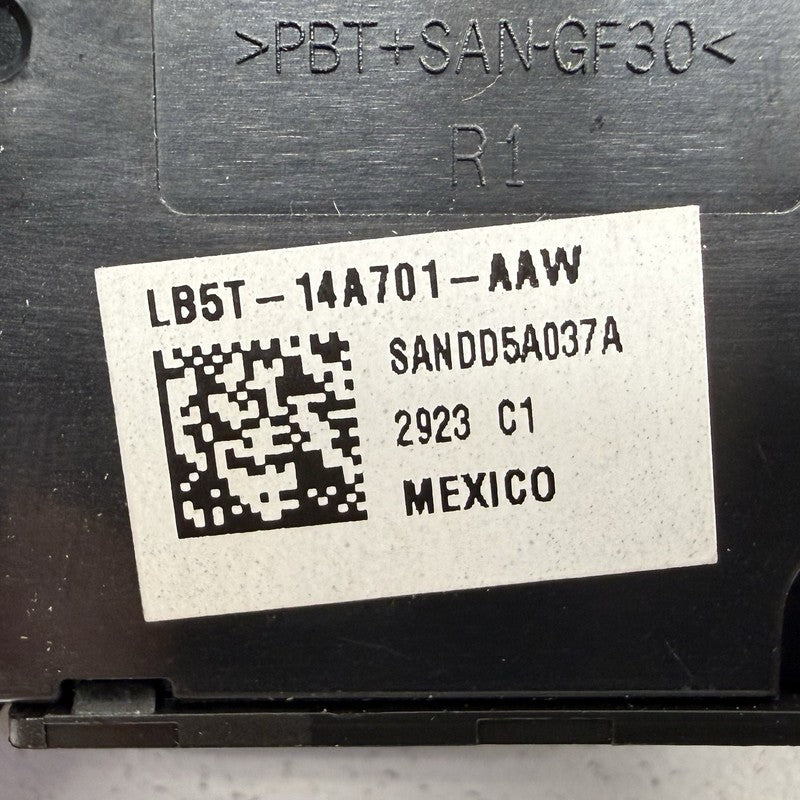 >PBT+SAN-GF30<
R1
LB5T-14A701-AAW
SANDD5A037A
2923 C1
MEXICO